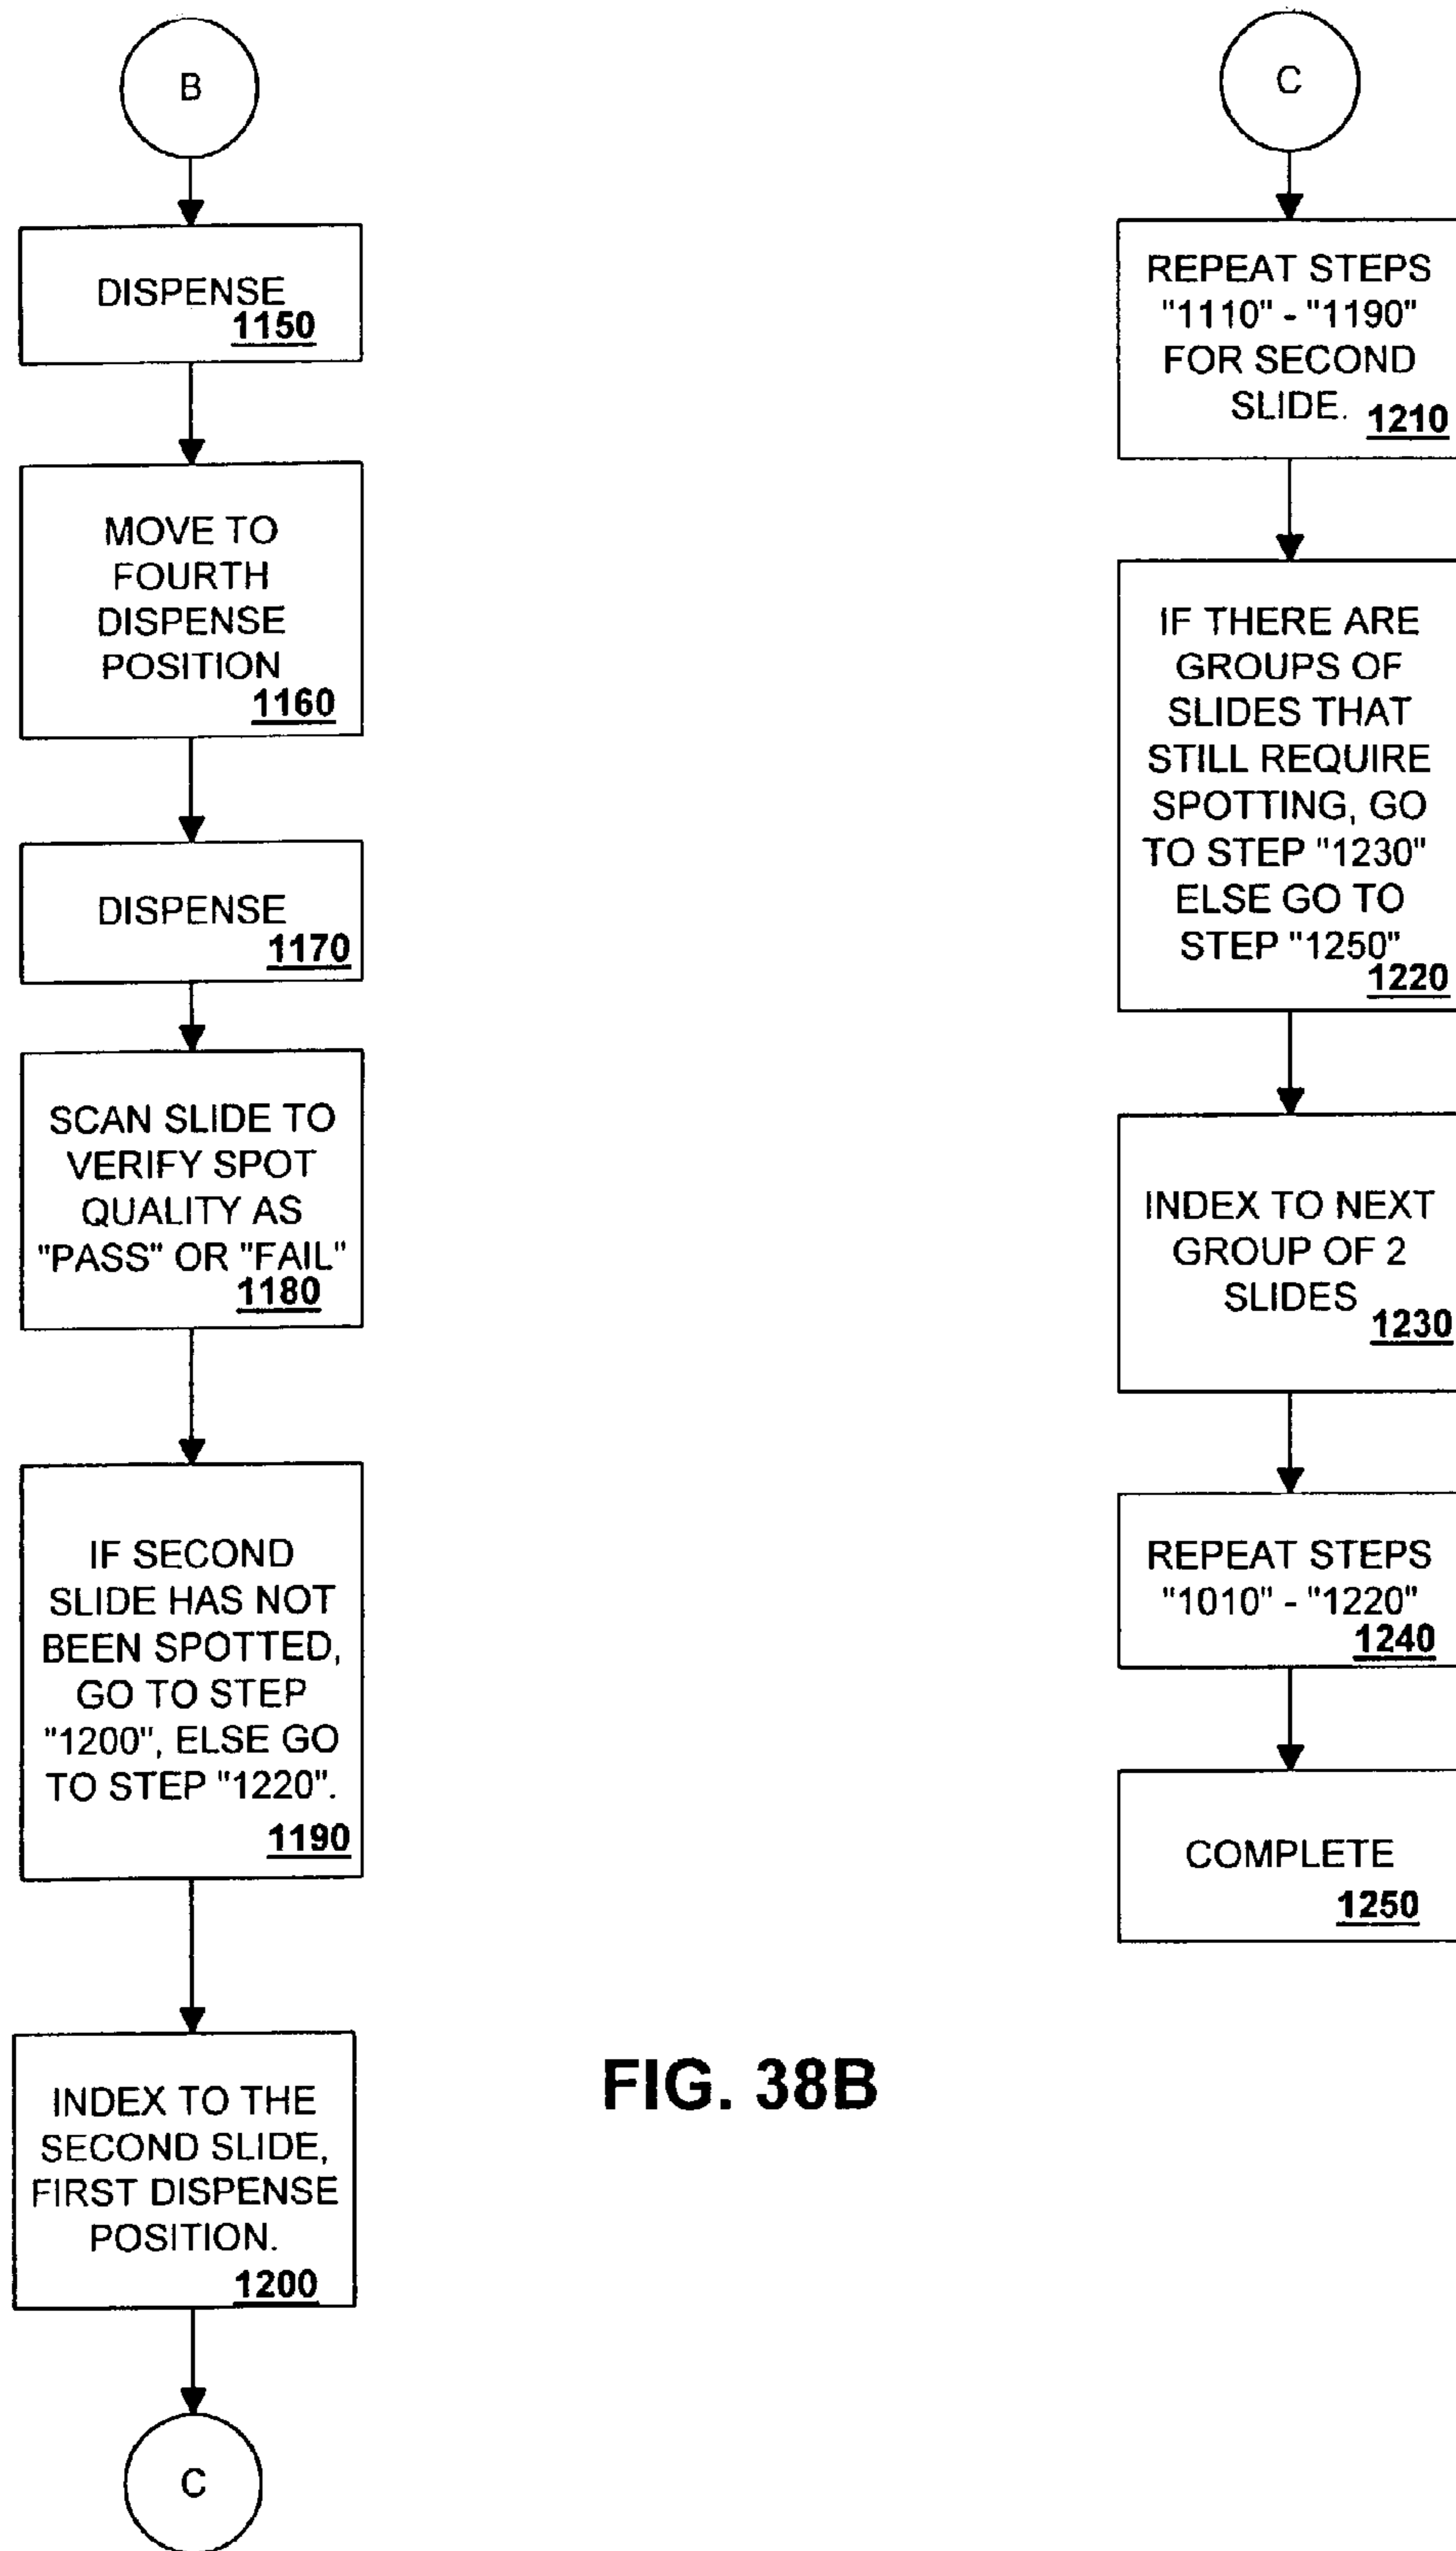 B
DISPENSE
1150
MOVE TO
FOURTH
DISPENSE
POSITION
1160
DISPENSE
1170
SCAN SLIDE TO
VERIFY SPOT
QUALITY AS
"PASS" OR "FAIL"
1180
IF SECOND
SLIDE HAS NOT
BEEN SPOTTED,
GO TO STEP
"1200", ELSE GO
TO STEP "1220".
1190
INDEX TO THE
SECOND SLIDE,
FIRST DISPENSE
POSITION.
1200
C
C
REPEAT STEPS
"1110" - "1190"
FOR SECOND
SLIDE. 1210
IF THERE ARE
GROUPS OF
SLIDES THAT
STILL REQUIRE
SPOTTING, GO
TO STEP "1230"
ELSE GO TO
STEP "1250"
1220
INDEX TO NEXT
GROUP OF 2
SLIDES
1230
REPEAT STEPS
"1010" - "1220"
1240
COMPLETE
1250
FIG. 38B